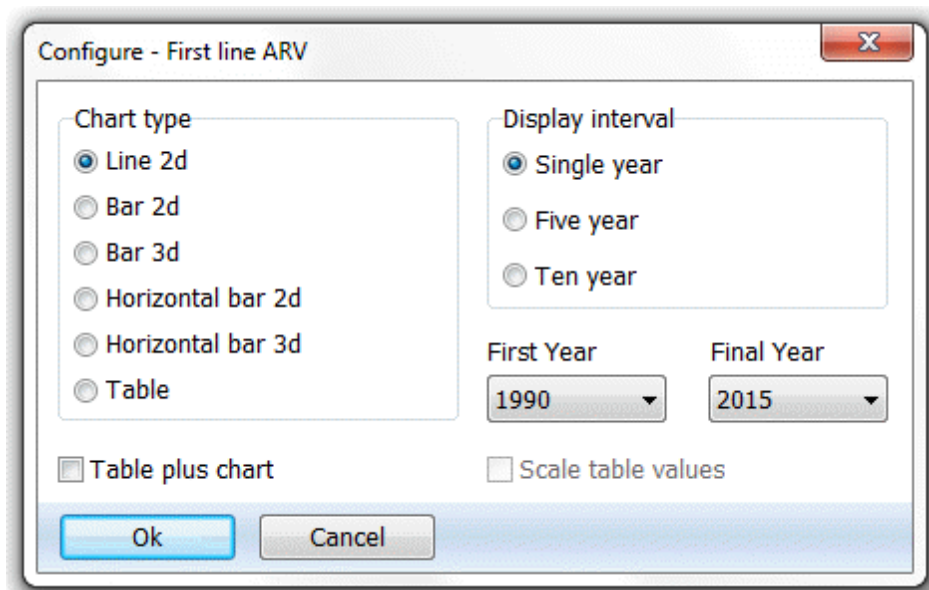 Configure - First line ARV
Chart type
Line 2d
Bar 2d
Bar 3d
Horizontal bar 2d
Horizontal bar 3d
Table
Display interval
Single year
Five year
Ten year
First Year
Final Year
1990
2015
Table plus chart
Scale table values
Ok
Cancel